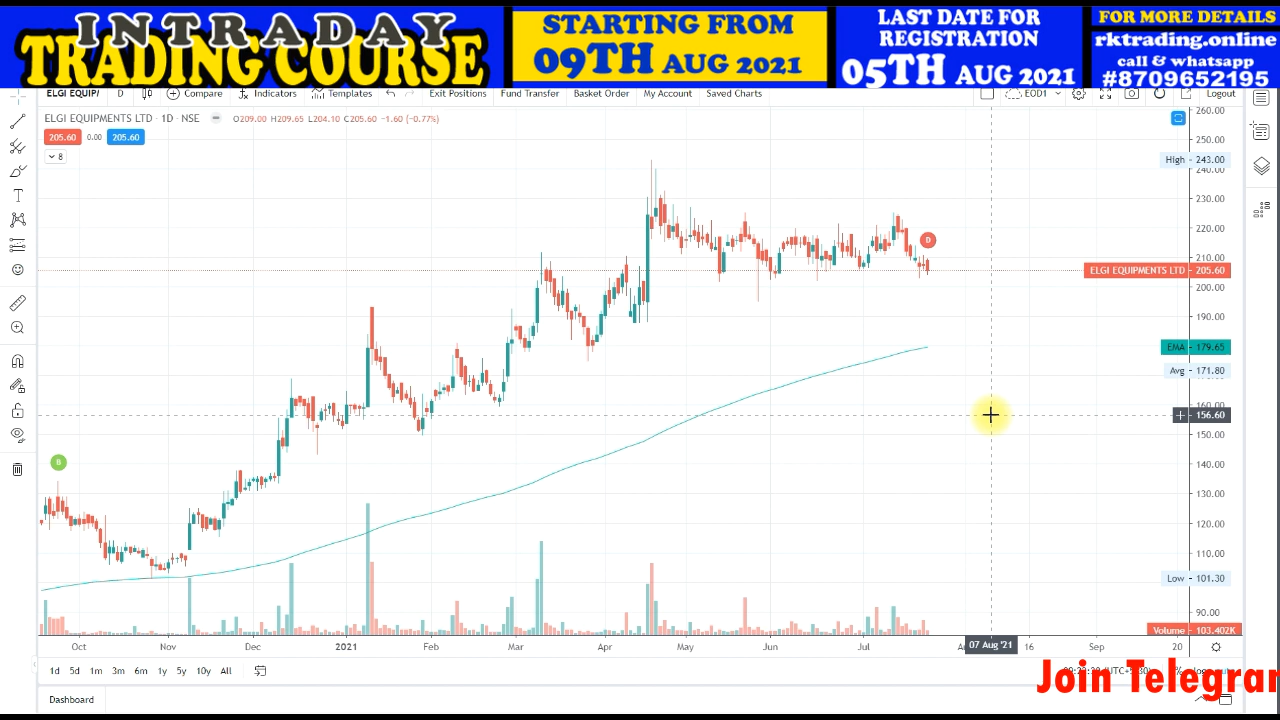 INTRADAY
TRADING COURSE
STARTING FROM
09TH AUG 2021
LAST DATE FOR
REGISTRATION
05TH AUG 2021
FOR MORE DETAILS
rktrading.online
call & whatsapp
#8709652195
ELGI EQUIP/ D Compare Indicators Templates Exit Positions Fund Transfer Basket Order My Account Saved Charts EOD1 Logout
ELGI EQUIPMENTS LTD · 1D · NSE O209.00 H209.65 L204.10 C205.60 -1.60 (-0.77%)
205.60 0.00 205.60
8
260.00
250.00
High 243.00
240.00
230.00
220.00
D
210.00
ELGI EQUIPMENTS LTD 205.60
200.00
190.00
EMA 179.65
Avg 171.80
160.00
156.60
150.00
B
140.00
130.00
120.00
110.00
Low 101.30
90.00
Volume 103.402K
Oct Nov Dec 2021 Feb Mar Apr May Jun Jul 07 Aug '21 16 Sep 20
1d 5d 1m 3m 6m 1y 5y 10y All
Join Telegram
Dashboard